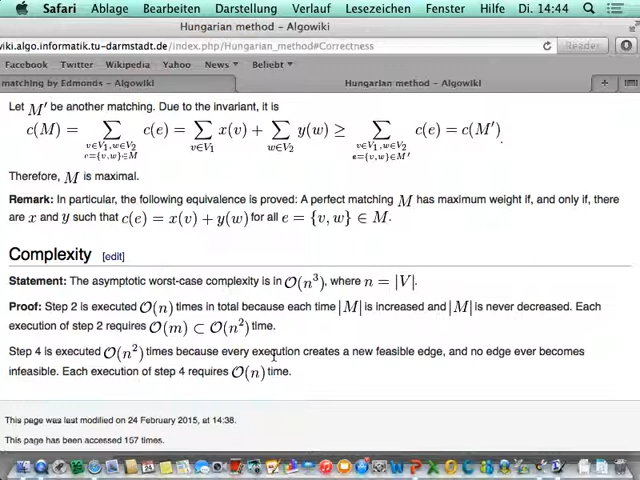 Safari Ablage Bearbeiten Darstellung Verlauf Lesezeichen Fenster Hilfe Di. 14:44
Hungarian method - Algowiki
wiki.algo.informatik.tu-darmstadt.de/index.php/Hungarian_method#Correctness Reader
Facebook Twitter Wikipedia Yahoo News Beliebt
matching by Edmonds - Algowiki Hungarian method - Algowiki
Let M′ be another matching. Due to the invariant, it is
c(M) = ∑ c(e) = ∑ x(v) + ∑ y(w) ≥ ∑ c(e) = c(M′).
v∈V₁,w∈V₂ v∈V₁ w∈V₂ v∈V₁,w∈V₂
e={v,w}∈M e={v,w}∈M′
Therefore, M is maximal.
Remark: In particular, the following equivalence is proved: A perfect matching M has maximum weight if, and only if, there
are x and y such that c(e) = x(v) + y(w) for all e = {v, w} ∈ M.
Complexity [edit]
Statement: The asymptotic worst-case complexity is in O(n³), where n = |V|.
Proof: Step 2 is executed O(n) times in total because each time |M| is increased and |M| is never decreased. Each
execution of step 2 requires O(m) ⊂ O(n²) time.
Step 4 is executed O(n²) times because every execution creates a new feasible edge, and no edge ever becomes
infeasible. Each execution of step 4 requires O(n) time.
This page was last modified on 24 February 2015, at 14:38.
This page has been accessed 157 times.